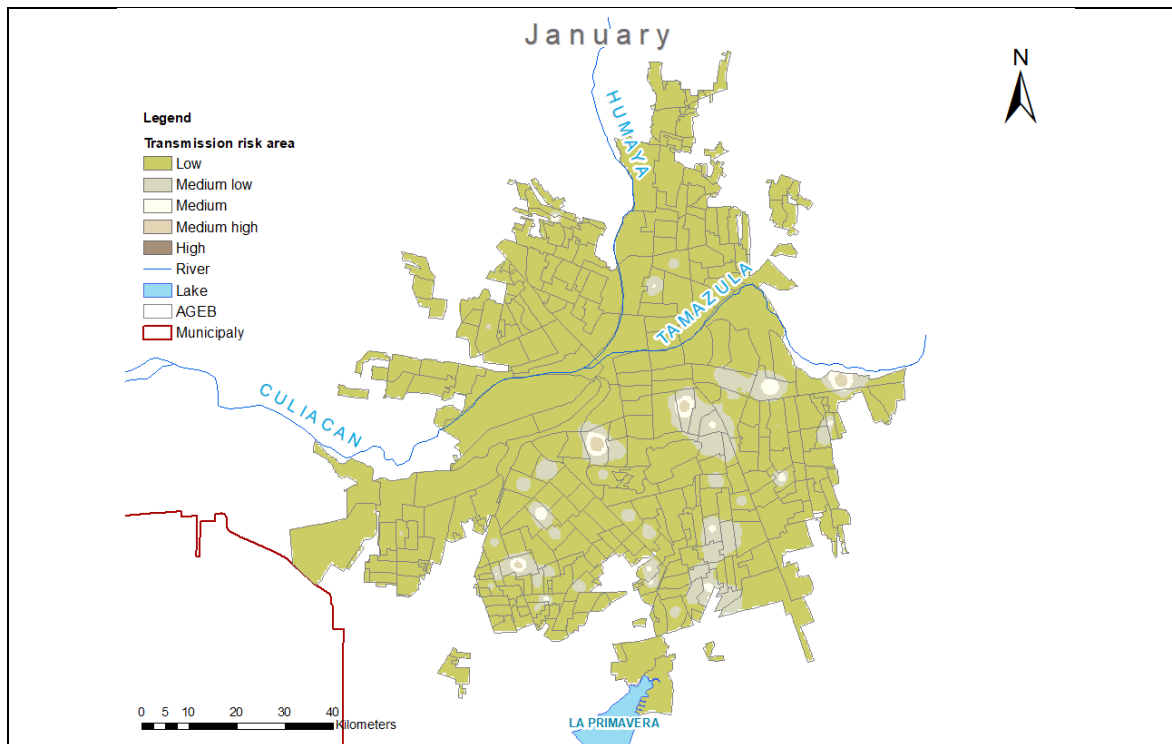 January
N
HUMAYA
Legend
Transmission risk area
Low
Medium low
Medium
Medium high
High
River
Lake
AGEB
Municipaly
TAMAZULA
CULIACAN
0 5 10 20 30 40
Kilometers
LA PRIMAVERA